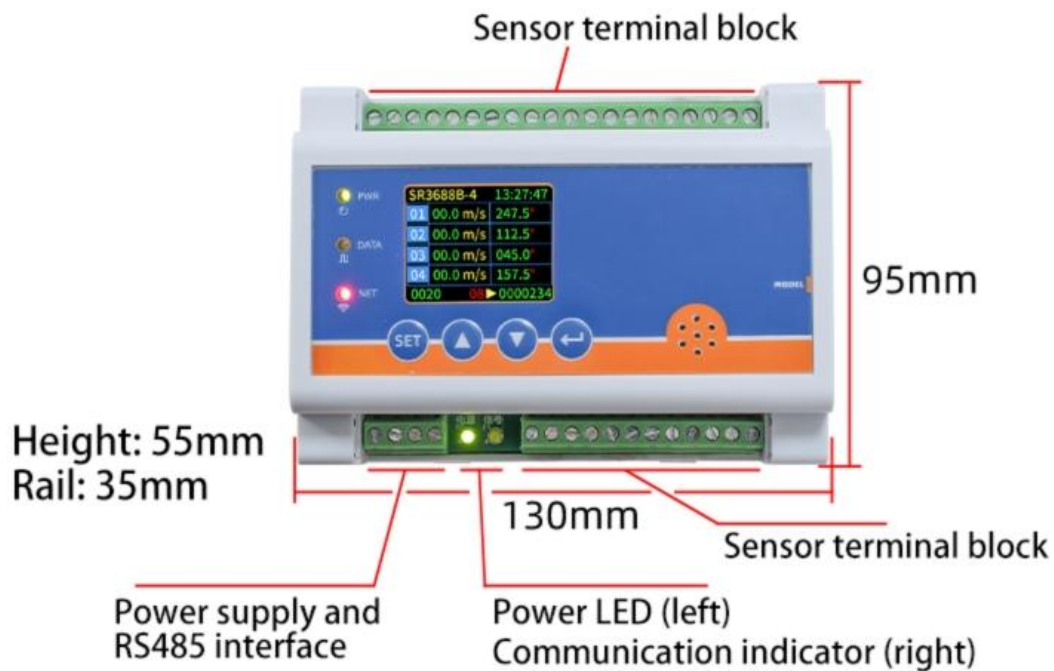 Sensor terminal block
PWR
SR3688B-4 13:27:47
01 00.0 m/s 247.5°
02 00.0 m/s 112.5°
DATA
03 00.0 m/s 045.0°
04 00.0 m/s 157.5°
NET
0020 08▶0000234
MODEL
95mm
SET
Height: 55mm
Rail: 35mm
130mm
Sensor terminal block
Power supply and
RS485 interface
Power LED (left)
Communication indicator (right)